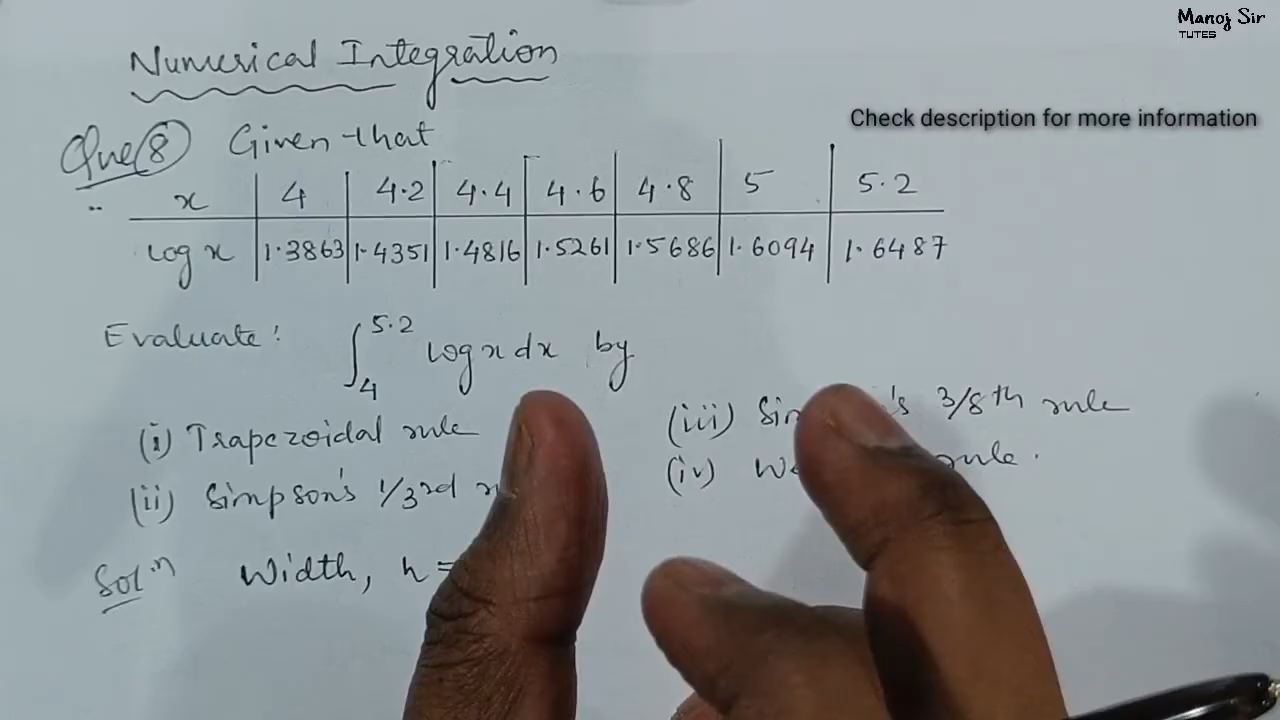 Manoj Sir
TUTES
Numerical Integration
Check description for more information
Que 8 Given that
x 4 4.2 4.4 4.6 4.8 5 5.2
log x 1.3863 1.4351 1.4816 1.5261 1.5686 1.6094 1.6487
Evaluate: ∫₄^5.2 log x dx by
(i) Trapezoidal rule
(ii) Simpson's 1/3rd
(iii) 3/8th rule
(iv) rule.
Solⁿ Width, h =